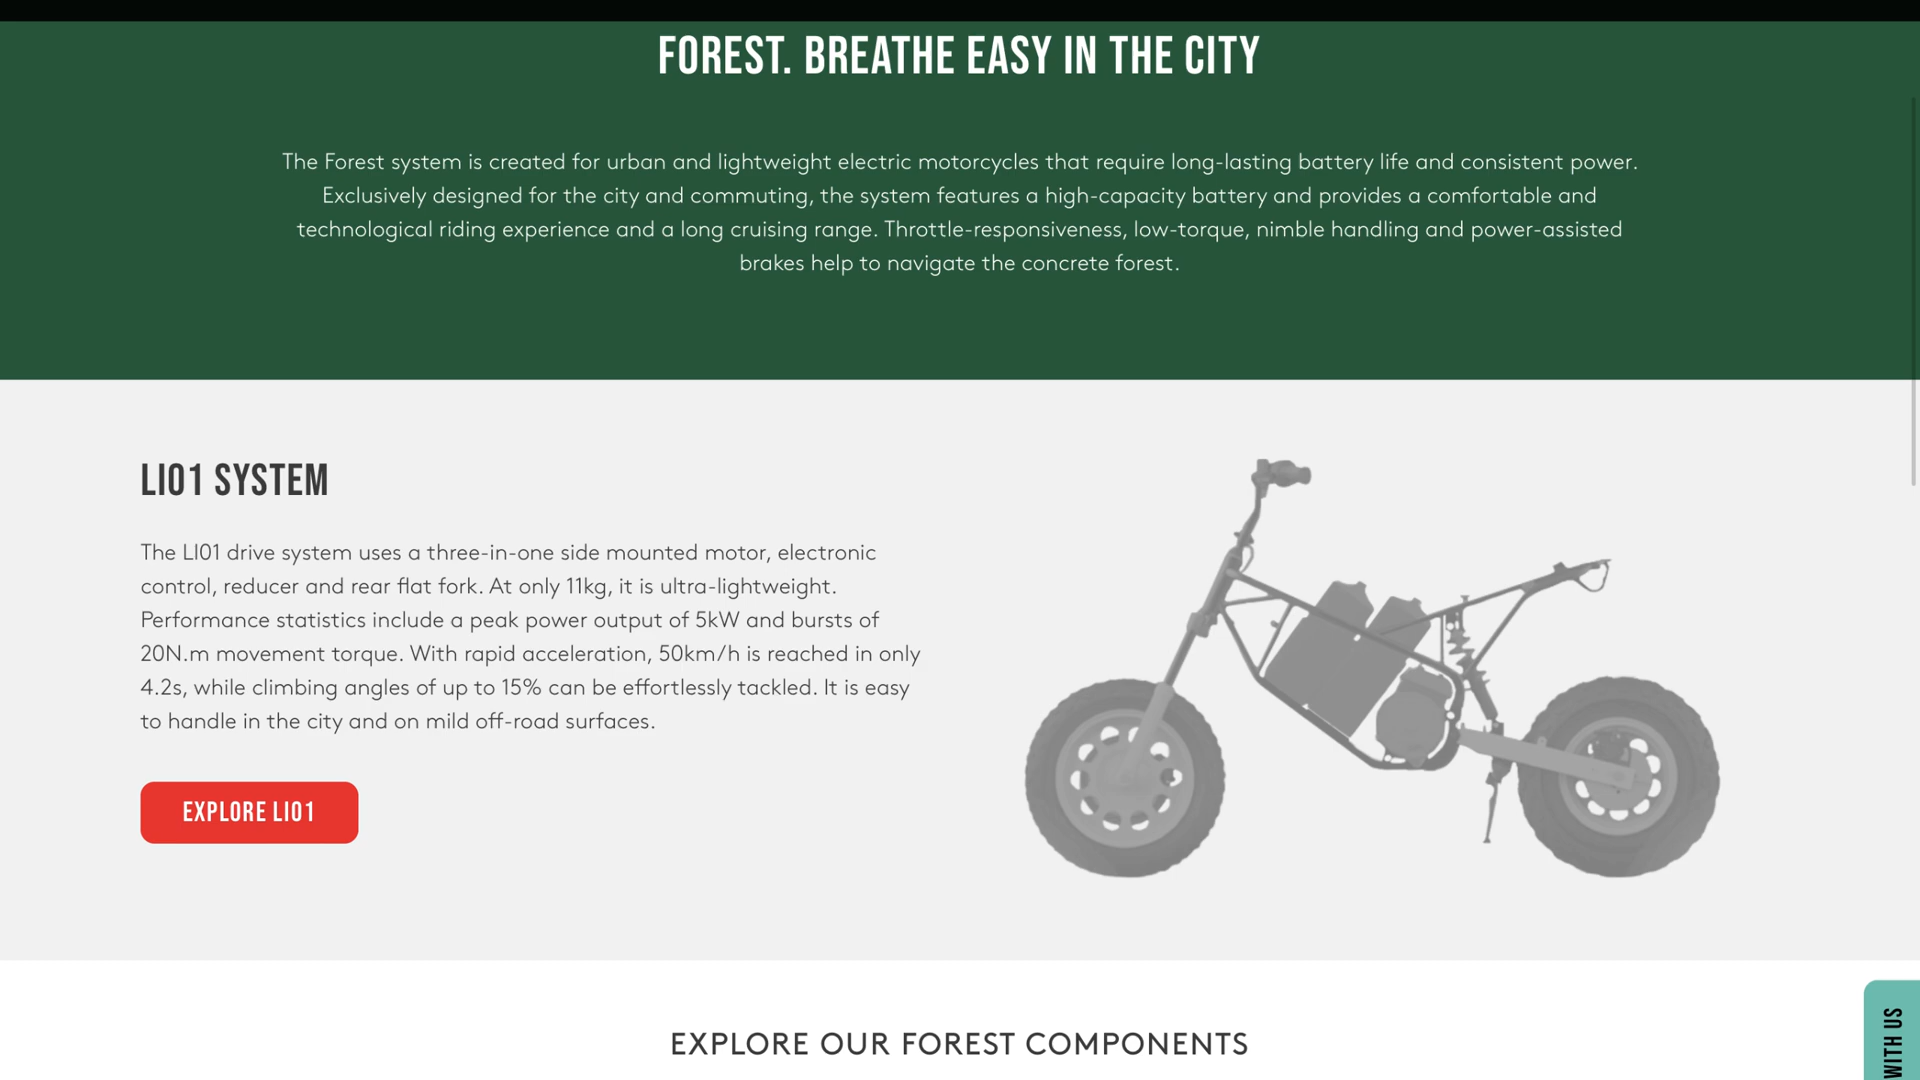 FOREST. BREATHE EASY IN THE CITY
The Forest system is created for urban and lightweight electric motorcycles that require long-lasting battery life and consistent power.
Exclusively designed for the city and commuting, the system features a high-capacity battery and provides a comfortable and
technological riding experience and a long cruising range. Throttle-responsiveness, low-torque, nimble handling and power-assisted
brakes help to navigate the concrete forest.
LI01 SYSTEM
The LI01 drive system uses a three-in-one side mounted motor, electronic
control, reducer and rear flat fork. At only 11kg, it is ultra-lightweight.
Performance statistics include a peak power output of 5kW and bursts of
20N.m movement torque. With rapid acceleration, 50km/h is reached in only
4.2s, while climbing angles of up to 15% can be effortlessly tackled. It is easy
to handle in the city and on mild off-road surfaces.
EXPLORE LI01
EXPLORE OUR FOREST COMPONENTS
WITH US